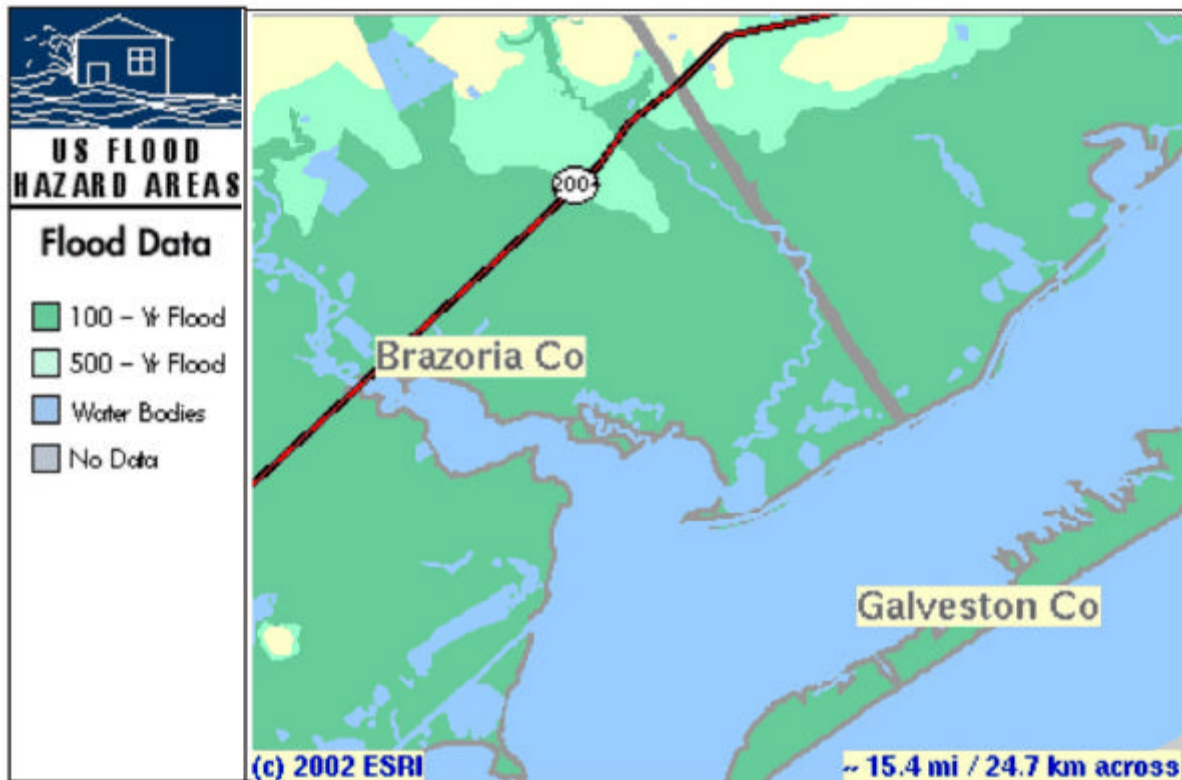 US FLOOD
HAZARD AREAS
Flood Data
100 - Yr Flood
500 - Yr Flood
Water Bodies
No Data
2004
Brazoria Co
Galveston Co
(c) 2002 ESRI
~ 15.4 mi / 24.7 km across